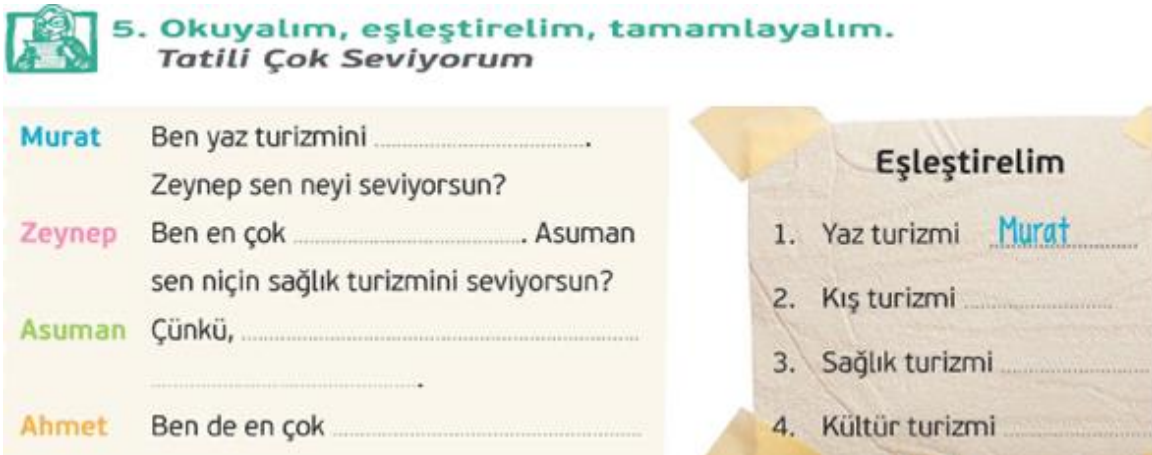 5. Okuyalım, eşleştirelim, tamamlayalım.
Tatili Çok Seviyorum
Murat Ben yaz turizmini ........................................
Zeynep sen neyi seviyorsun?
Zeynep Ben en çok ........................................ Asuman
sen niçin sağlık turizmini seviyorsun?
Asuman Çünkü, ........................................
........................................
Ahmet Ben de en çok ........................................
Eşleştirelim
1. Yaz turizmi Murat
2. Kış turizmi ....................
3. Sağlık turizmi ....................
4. Kültür turizmi ....................